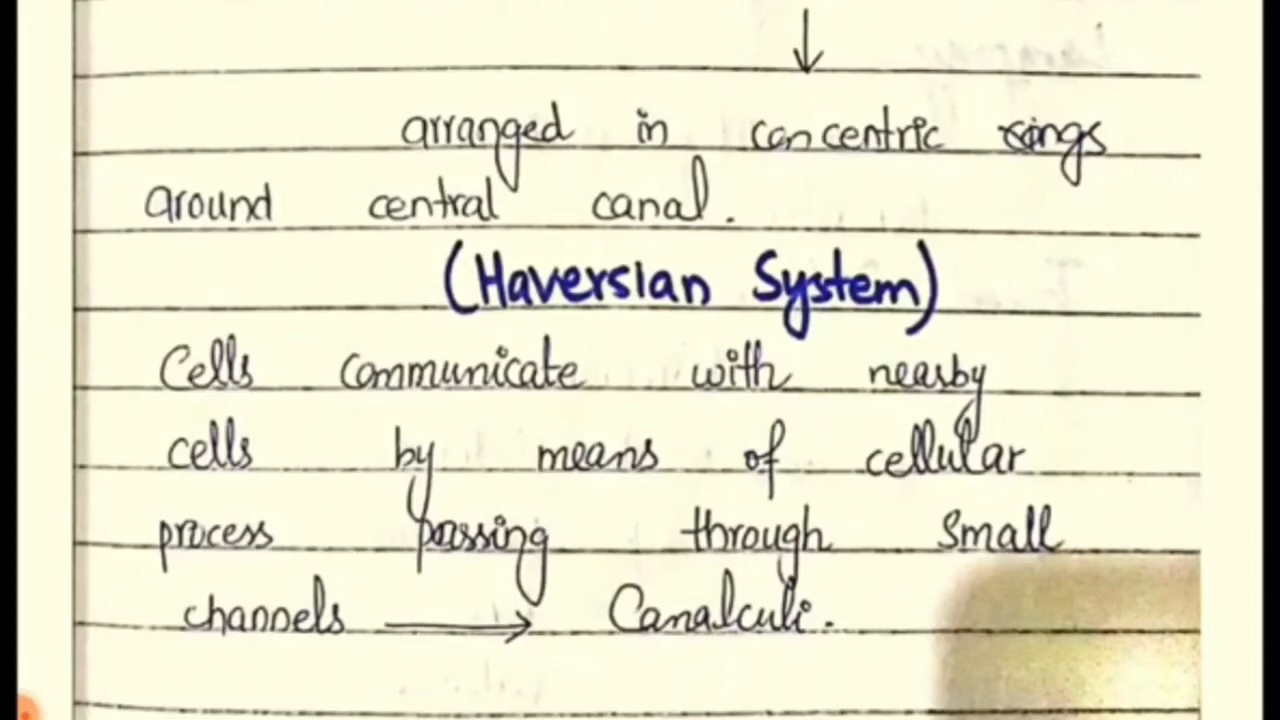 ↓
arranged in concentric rings
around central canal.
(Haversian System)
Cells communicate with nearby
cells by means of cellular
process passing through small
channels → Canalculi.